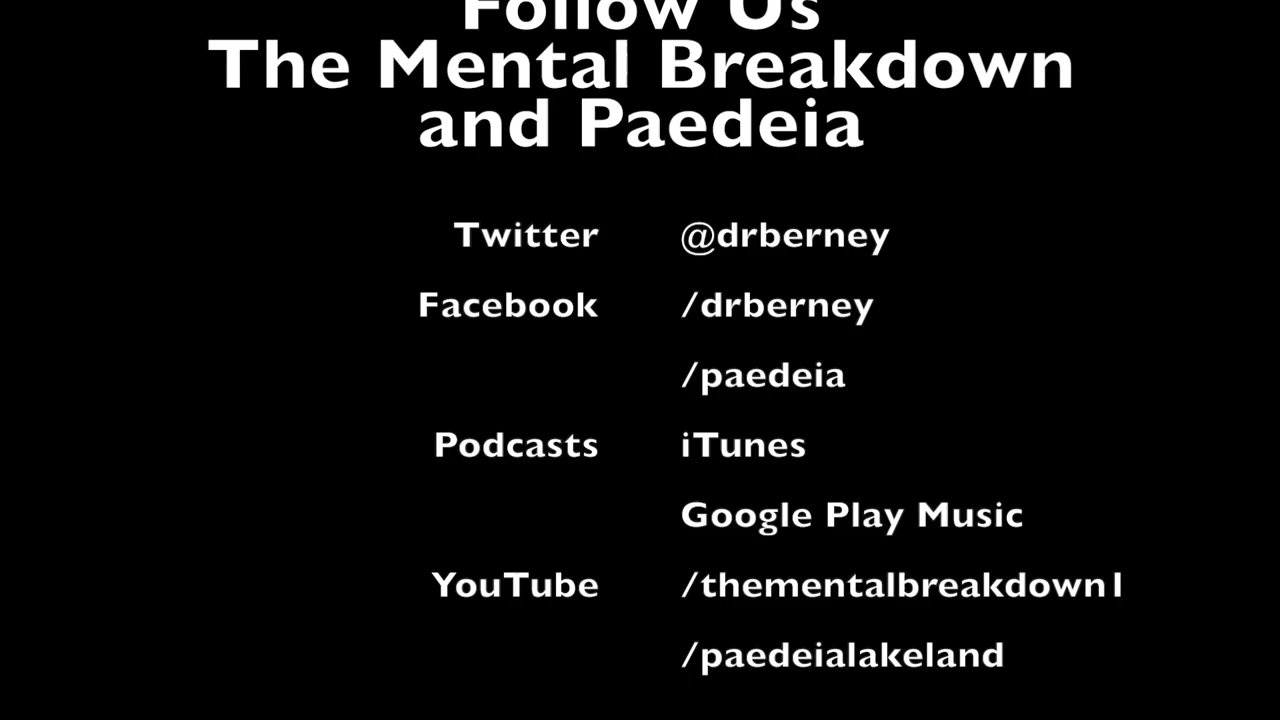 Follow Us
The Mental Breakdown
and Paedeia
Twitter @drberney
Facebook /drberney
/paedeia
Podcasts iTunes
Google Play Music
YouTube /thementalbreakdown1
/paedeialakeland